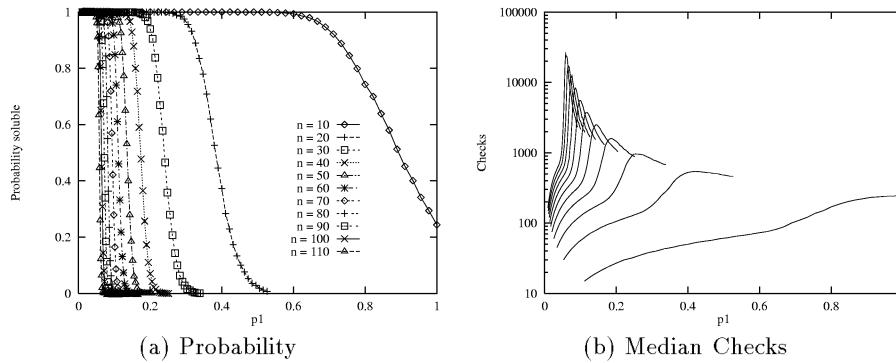 1
0.8
0.6
0.4
0.2
0
Probability soluble
0 0.2 0.4 0.6 0.8 1
p1
n = 10
n = 20
n = 30
n = 40
n = 50
n = 60
n = 70
n = 80
n = 90
n = 100
n = 110
(a) Probability
100000
10000
1000
100
10
Checks
0 0.2 0.4 0.6 0.8
p1
(b) Median Checks